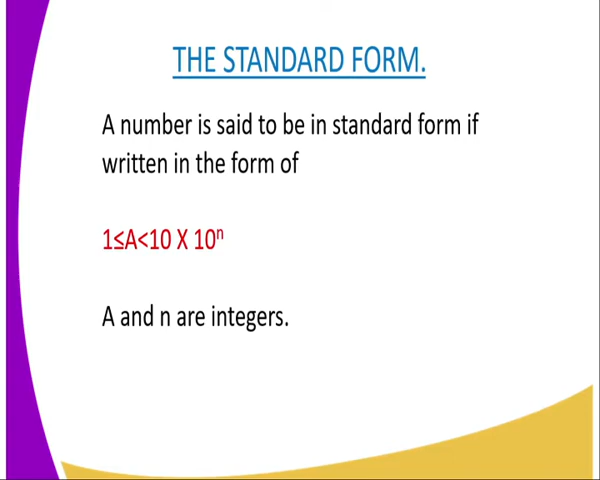 THE STANDARD FORM.
A number is said to be in standard form if
written in the form of
1≤A<10 X 10ⁿ
A and n are integers.